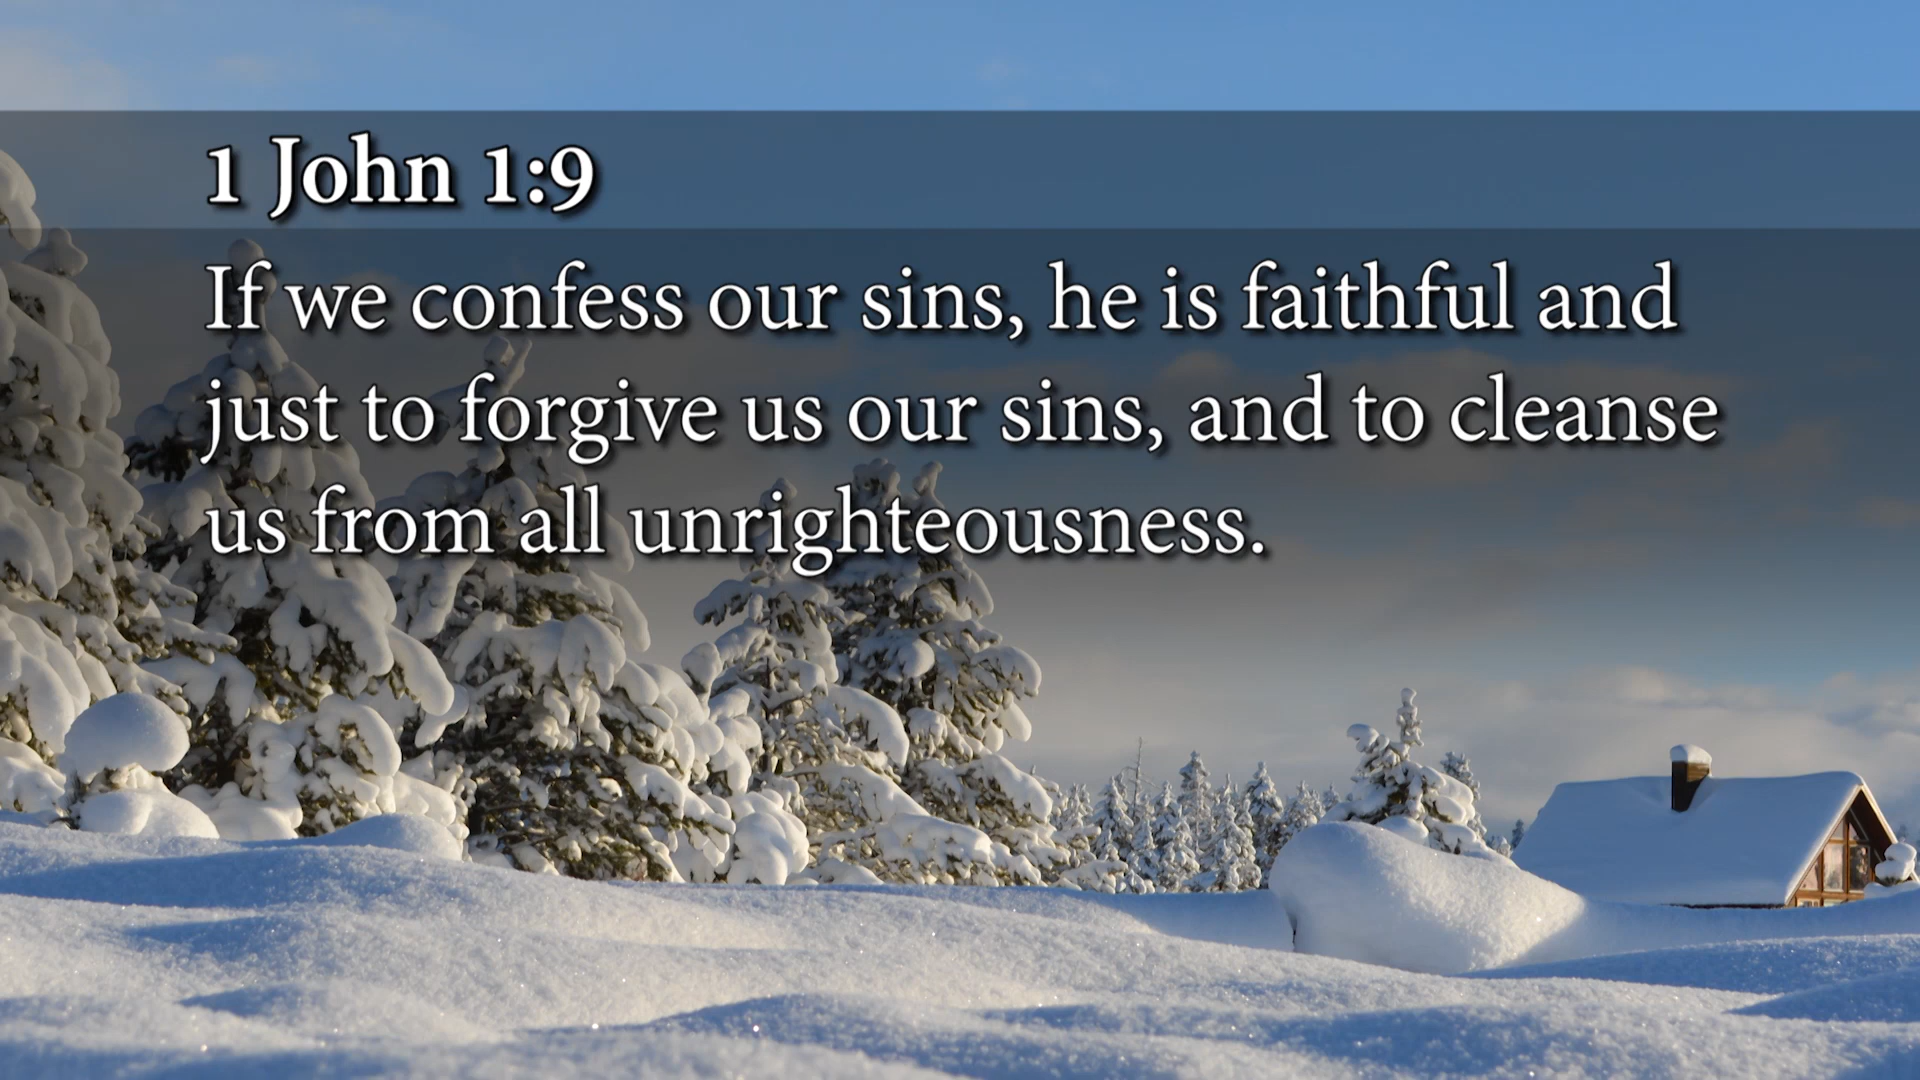 1 John 1:9
If we confess our sins, he is faithful and
just to forgive us our sins, and to cleanse
us from all unrighteousness.